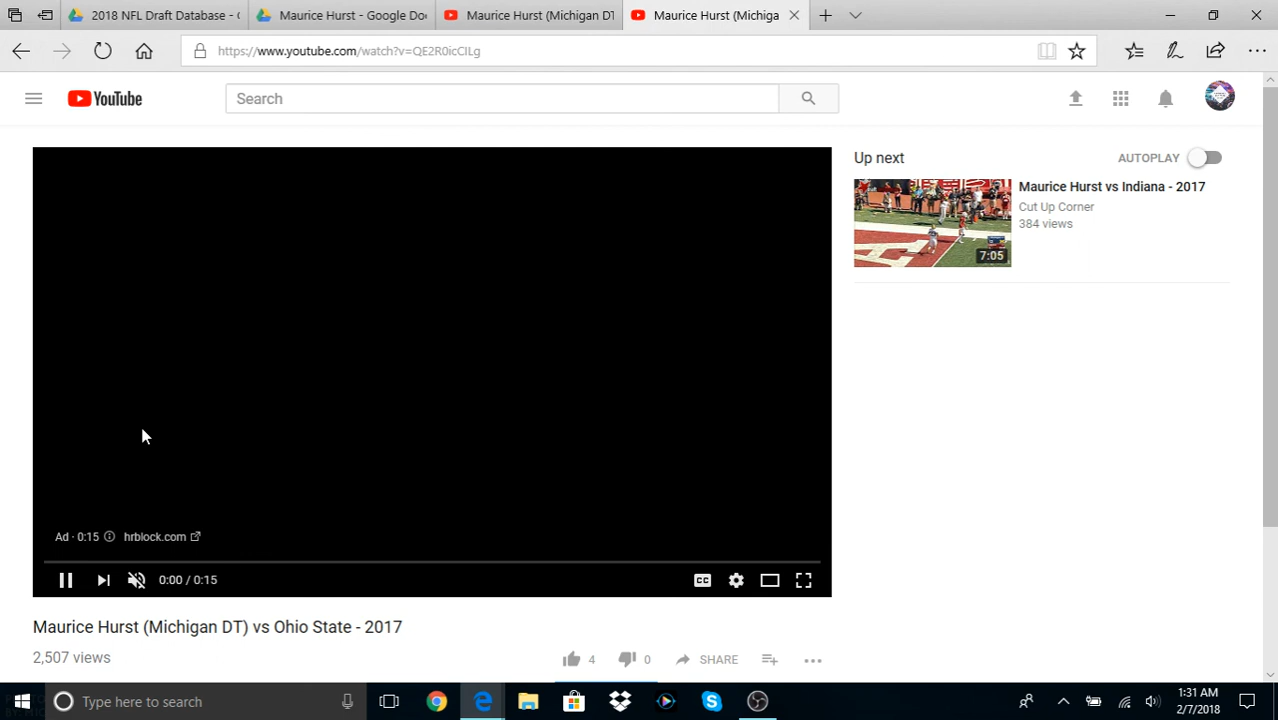 2018 NFL Draft Database - G
Maurice Hurst - Google Do
Maurice Hurst (Michigan DT
Maurice Hurst (Michiga
https://www.youtube.com/watch?v=QE2R0icCILg
YouTube
Search
Up next
AUTOPLAY
Maurice Hurst vs Indiana - 2017
Cut Up Corner
384 views
7:05
Ad · 0:15 hrblock.com
0:00 / 0:15
CC
Maurice Hurst (Michigan DT) vs Ohio State - 2017
2,507 views
4
0
SHARE
Type here to search
1:31 AM
2/7/2018